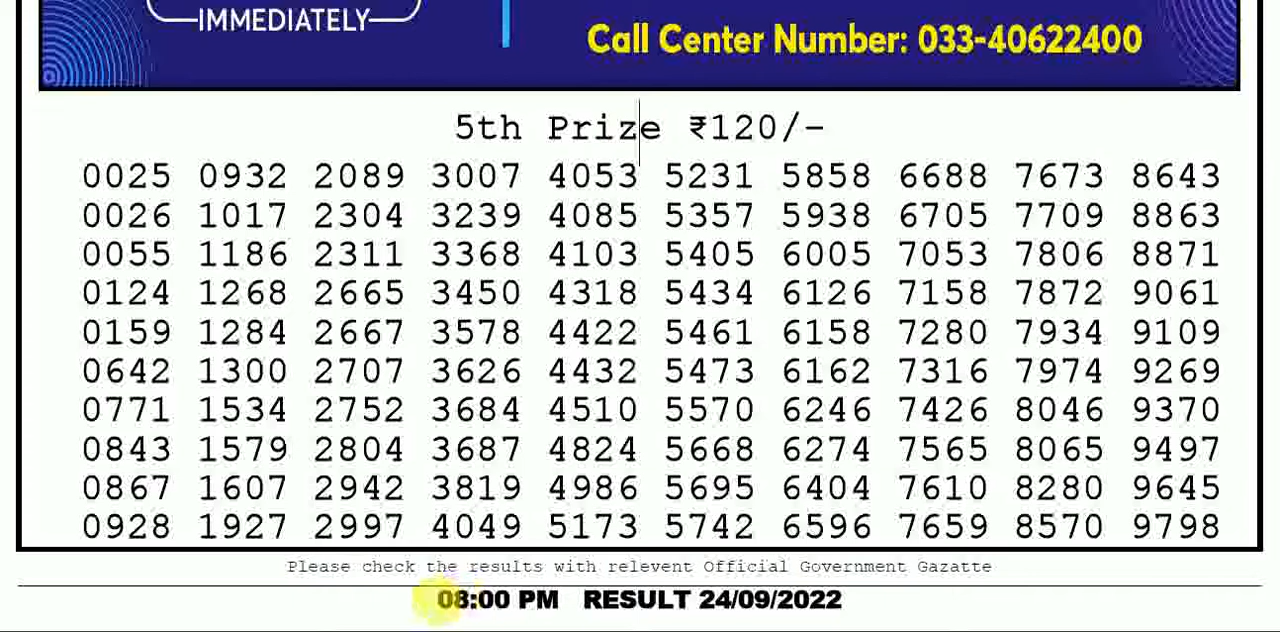 IMMEDIATELY
Call Center Number: 033-40622400
5th Prize ₹120/-
0025 0932 2089 3007 4053 5231 5858 6688 7673 8643
0026 1017 2304 3239 4085 5357 5938 6705 7709 8863
0055 1186 2311 3368 4103 5405 6005 7053 7806 8871
0124 1268 2665 3450 4318 5434 6126 7158 7872 9061
0159 1284 2667 3578 4422 5461 6158 7280 7934 9109
0642 1300 2707 3626 4432 5473 6162 7316 7974 9269
0771 1534 2752 3684 4510 5570 6246 7426 8046 9370
0843 1579 2804 3687 4824 5668 6274 7565 8065 9497
0867 1607 2942 3819 4986 5695 6404 7610 8280 9645
0928 1927 2997 4049 5173 5742 6596 7659 8570 9798
Please check the results with relevent Official Government Gazatte
08:00 PM RESULT 24/09/2022